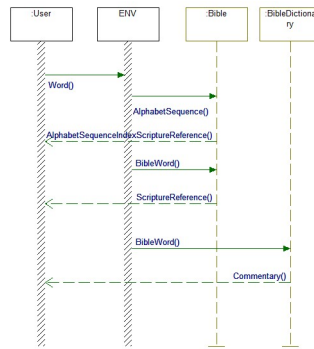 :User
ENV
:Bible
:BibleDictiona
ry
Word()
AlphabetSequence()
AlphabetSequenceIndexScriptureReference()
BibleWord()
ScriptureReference()
BibleWord()
Commentary()